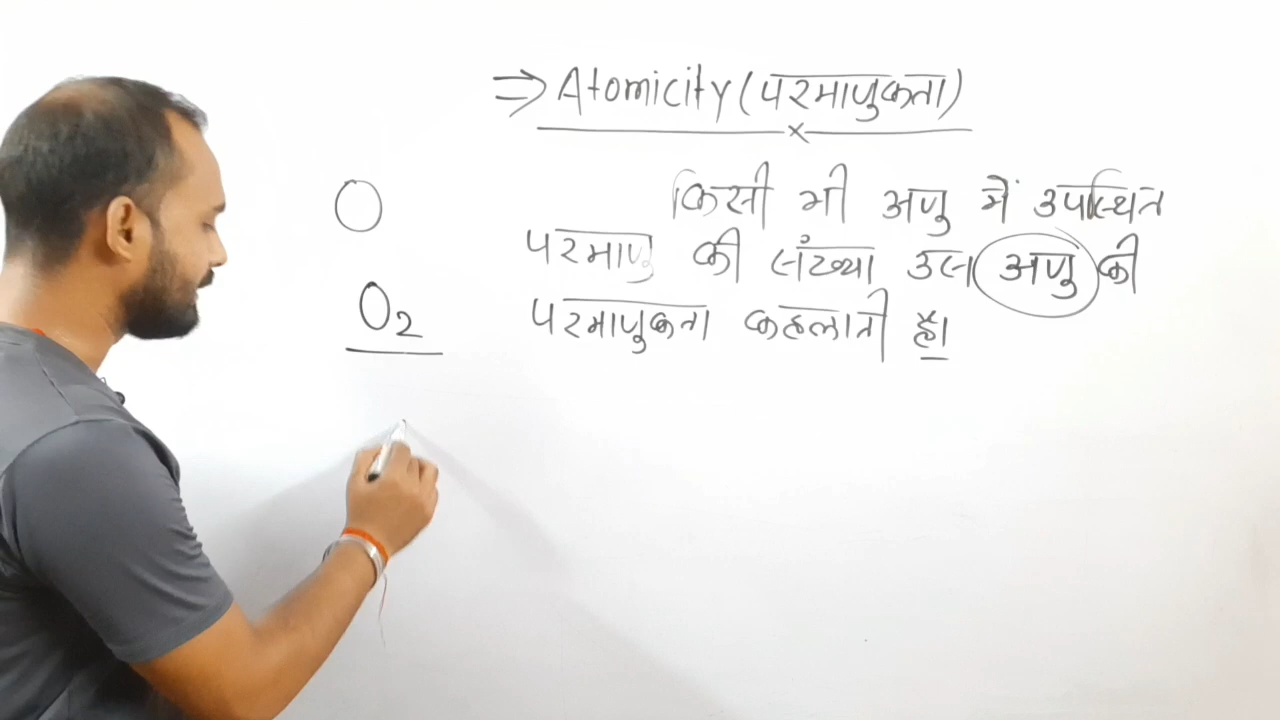 ⇒ Atomicity (परमाणुकता)
किसी भी अणु में उपस्थित
परमाणु की संख्या उस अणु की
परमाणुकता कहलाती है।
O
O₂